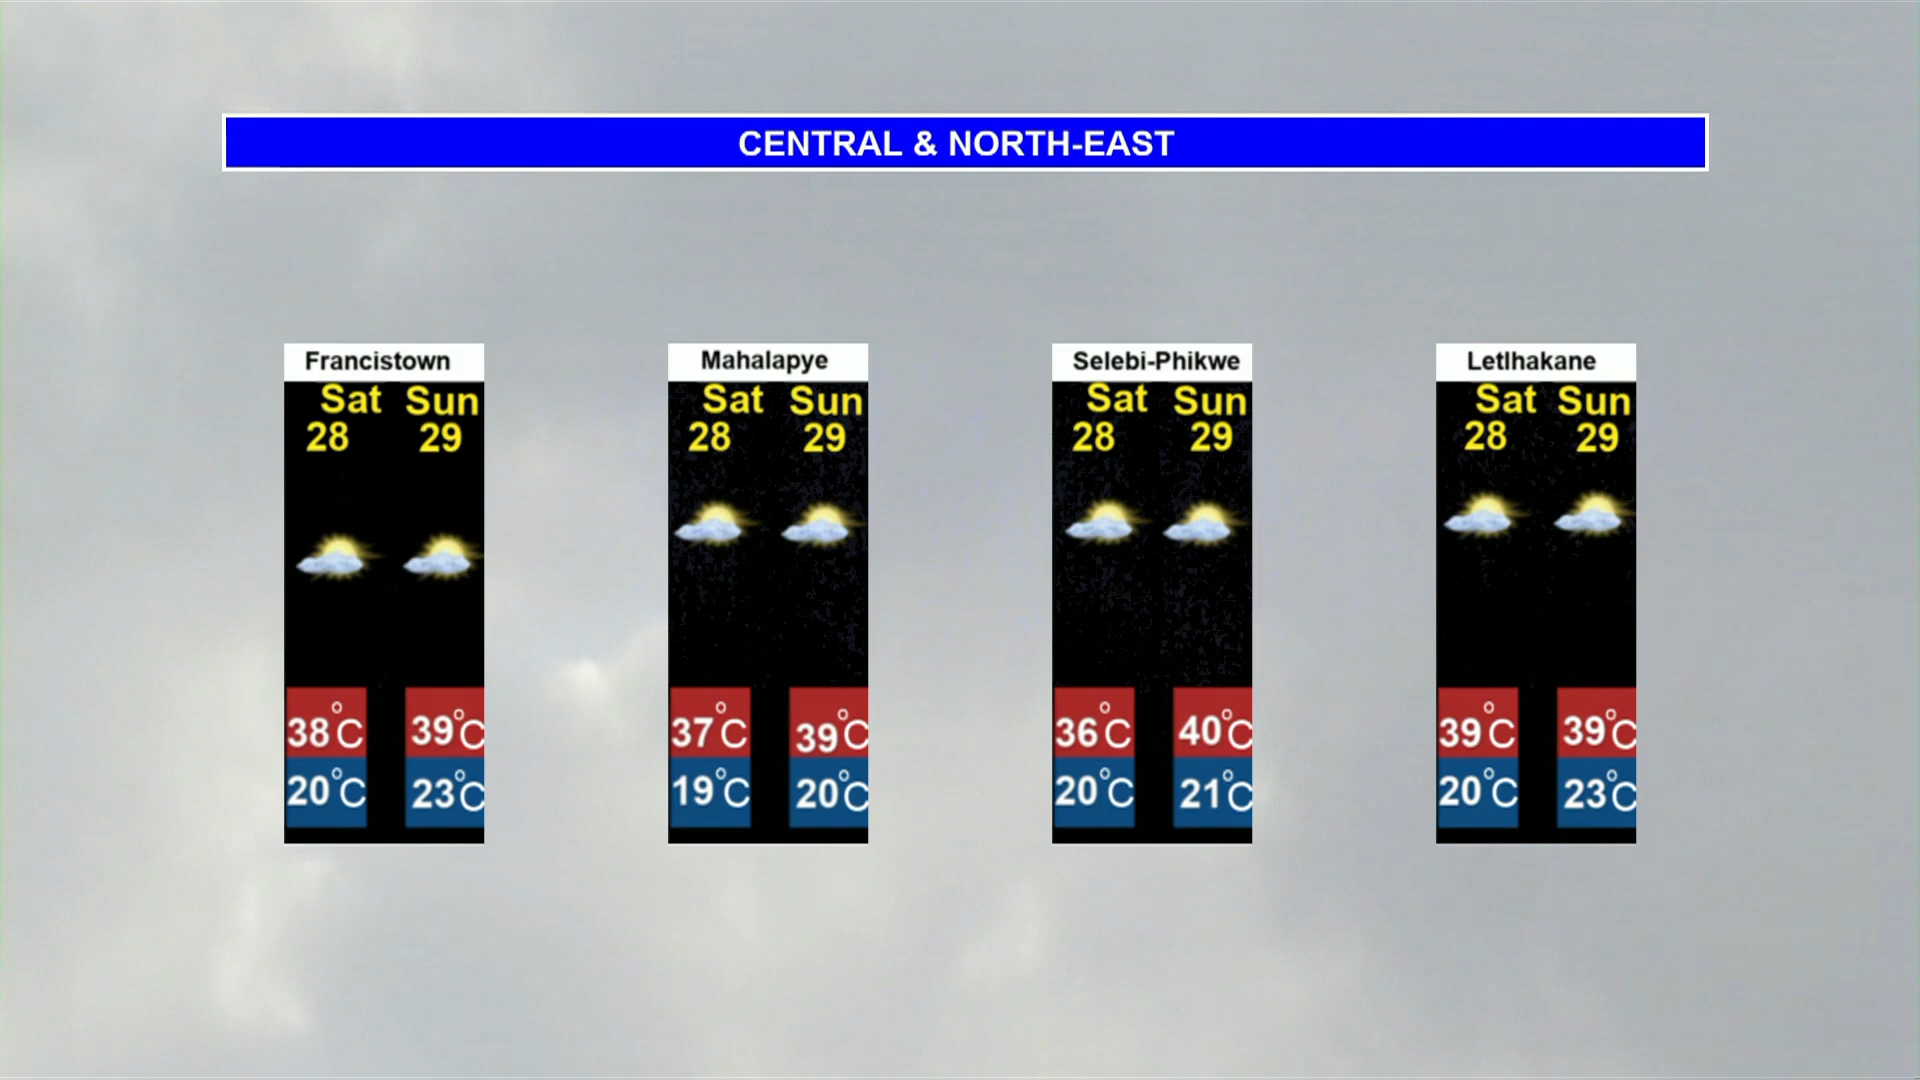 CENTRAL & NORTH-EAST
Francistown
Sat Sun
28 29
38°C 39°C
20°C 23°C
Mahalapye
Sat Sun
28 29
37°C 39°C
19°C 20°C
Selebi-Phikwe
Sat Sun
28 29
36°C 40°C
20°C 21°C
Letlhakane
Sat Sun
28 29
39°C 39°C
20°C 23°C